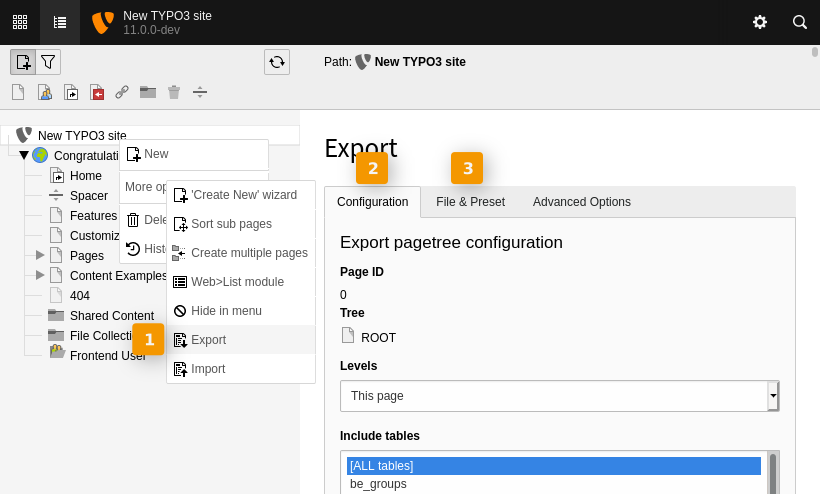 New TYPO3 site
11.0.0-dev
Path: New TYPO3 site
New TYPO3 site
Congratulati
Home
Spacer
Features
Customiz
Pages
Content Examples
404
Shared Content
File Collecti
Frontend User
New
More op
Dele
Histo
'Create New' wizard
Sort sub pages
Create multiple pages
Web>List module
Hide in menu
1
Export
Import
Export
2
3
Configuration
File & Preset
Advanced Options
Export pagetree configuration
Page ID
0
Tree
ROOT
Levels
This page
Include tables
[ALL tables]
be_groups